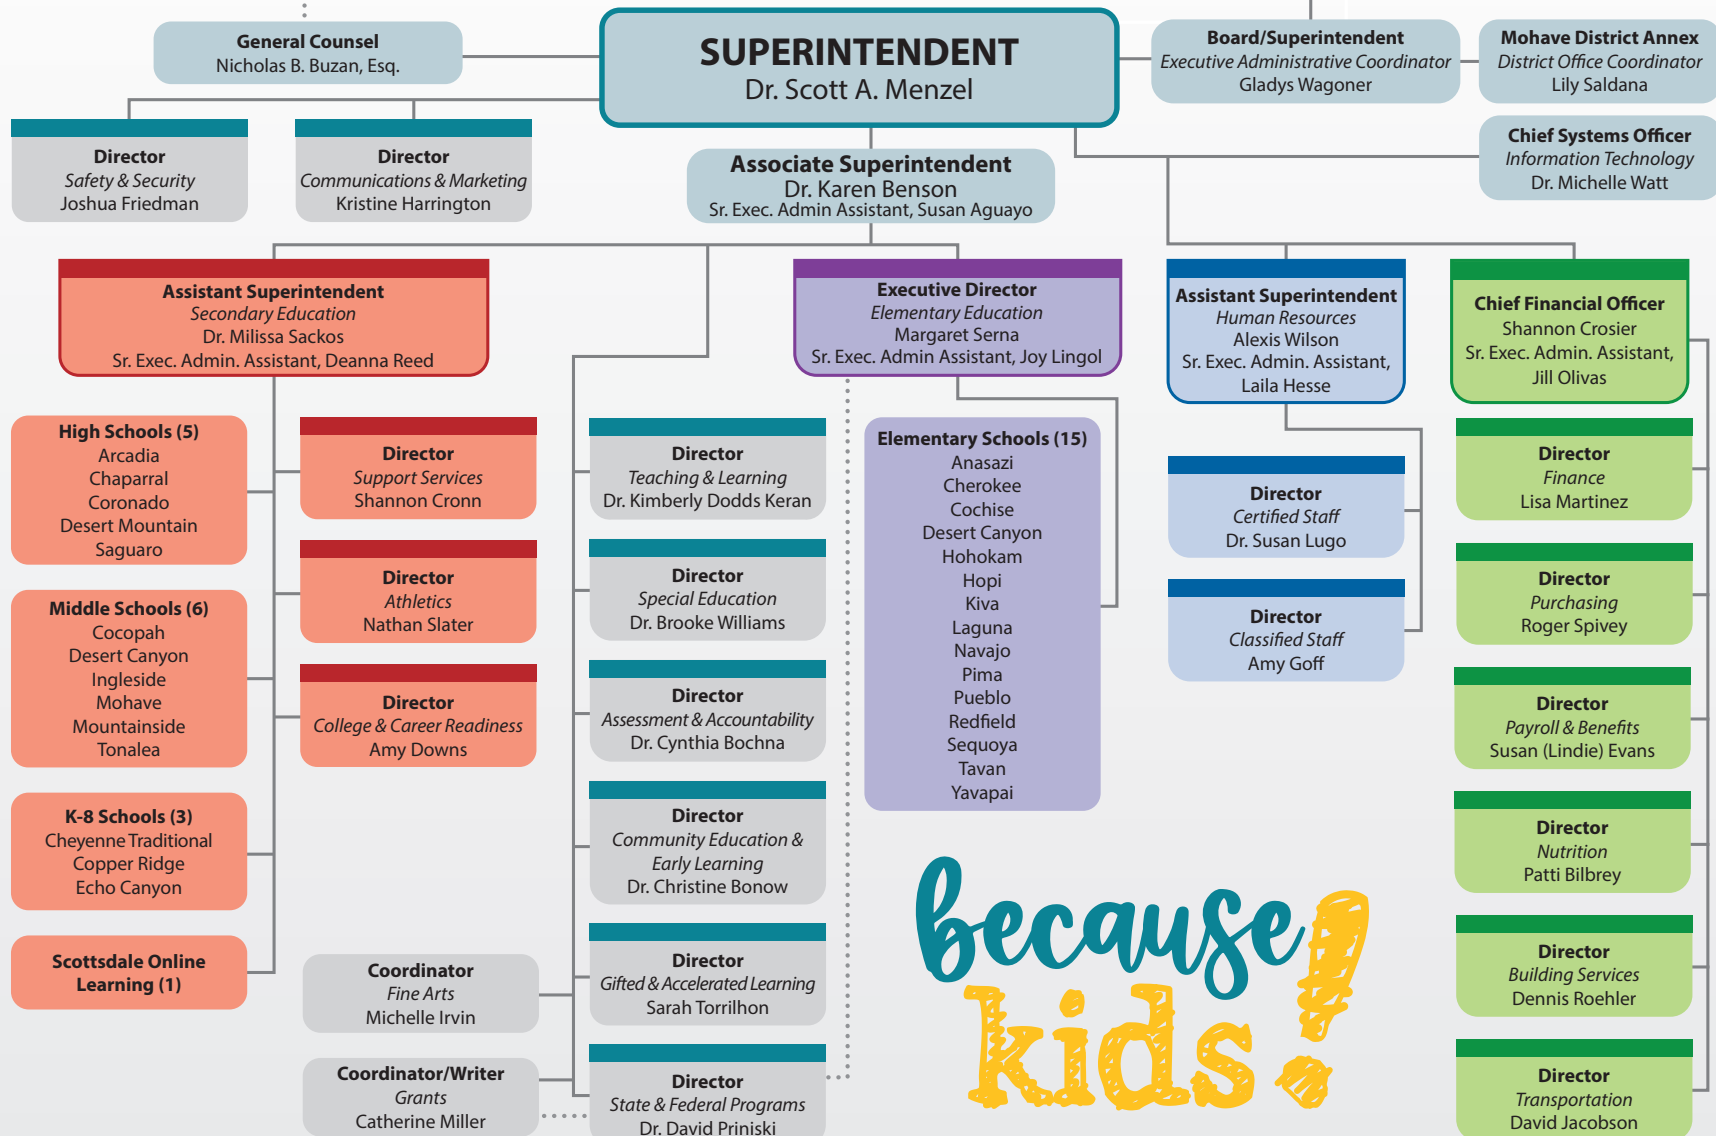 General Counsel
Nicholas B. Buzan, Esq.
SUPERINTENDENT
Dr. Scott A. Menzel
Board/Superintendent
Executive Administrative Coordinator
Gladys Wagoner
Mohave District Annex
District Office Coordinator
Lily Saldana
Director
Safety & Security
Joshua Friedman
Director
Communications & Marketing
Kristine Harrington
Associate Superintendent
Dr. Karen Benson
Sr. Exec. Admin Assistant, Susan Aguayo
Chief Systems Officer
Information Technology
Dr. Michelle Watt
Assistant Superintendent
Secondary Education
Dr. Milissa Sackos
Sr. Exec. Admin. Assistant, Deanna Reed
Executive Director
Elementary Education
Margaret Serna
Sr. Exec. Admin Assistant, Joy Lingol
Assistant Superintendent
Human Resources
Alexis Wilson
Sr. Exec. Admin. Assistant,
Laila Hesse
Chief Financial Officer
Shannon Crosier
Sr. Exec. Admin. Assistant,
Jill Olivas
High Schools (5)
Arcadia
Chaparral
Coronado
Desert Mountain
Saguaro
Middle Schools (6)
Cocopah
Desert Canyon
Ingleside
Mohave
Mountainside
Tonalea
K-8 Schools (3)
Cheyenne Traditional
Copper Ridge
Echo Canyon
Scottsdale Online
Learning (1)
Director
Support Services
Shannon Cronn
Director
Athletics
Nathan Slater
Director
College & Career Readiness
Amy Downs
Coordinator
Fine Arts
Michelle Irvin
Coordinator/Writer
Grants
Catherine Miller
Director
Teaching & Learning
Dr. Kimberly Dodds Keran
Director
Special Education
Dr. Brooke Williams
Director
Assessment & Accountability
Dr. Cynthia Bochna
Director
Community Education &
Early Learning
Dr. Christine Bonow
Director
Gifted & Accelerated Learning
Sarah Torrilhon
Director
State & Federal Programs
Dr. David Priniski
Elementary Schools (15)
Anasazi
Cherokee
Cochise
Desert Canyon
Hohokam
Hopi
Kiva
Laguna
Navajo
Pima
Pueblo
Redfield
Sequoya
Tavan
Yavapai
Director
Certified Staff
Dr. Susan Lugo
Director
Classified Staff
Amy Goff
Director
Finance
Lisa Martinez
Director
Purchasing
Roger Spivey
Director
Payroll & Benefits
Susan (Lindie) Evans
Director
Nutrition
Patti Bilbrey
Director
Building Services
Dennis Roehler
Director
Transportation
David Jacobson
because
kids!